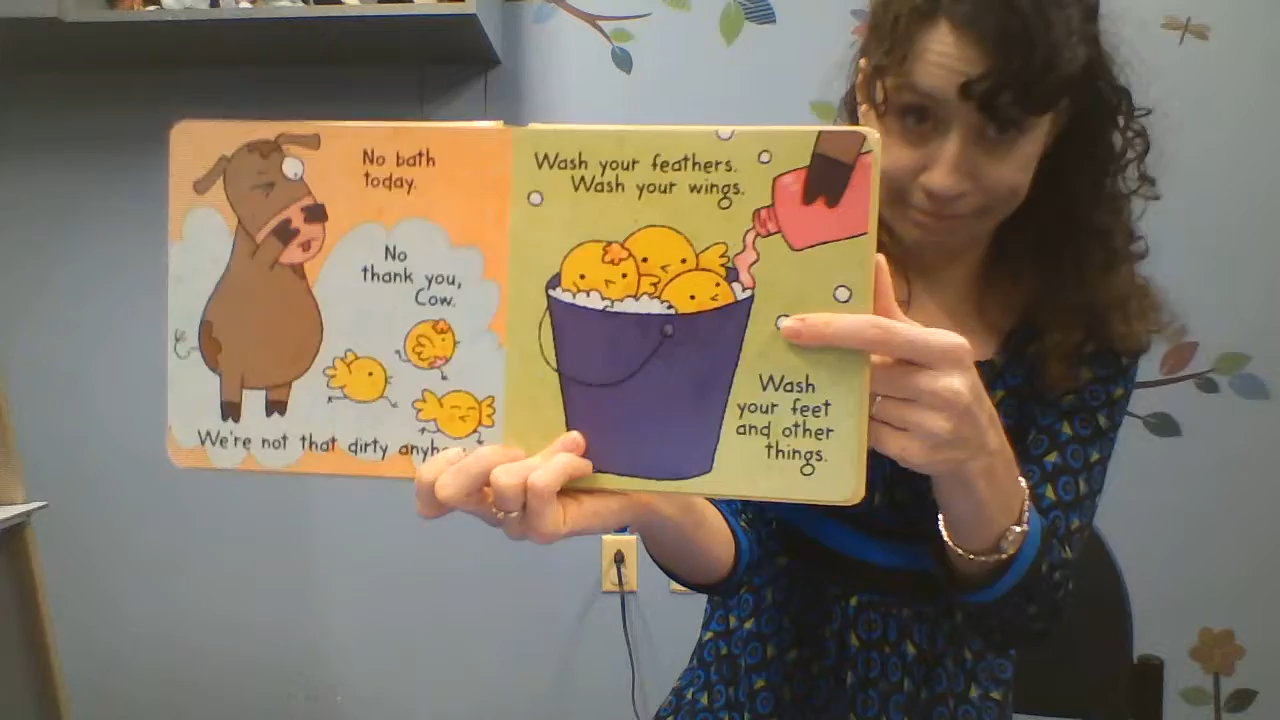 No bath
today.
No
thank you,
Cow.
We're not that dirty
Wash your feathers.
Wash your wings.
Wash
your feet
and other
things.